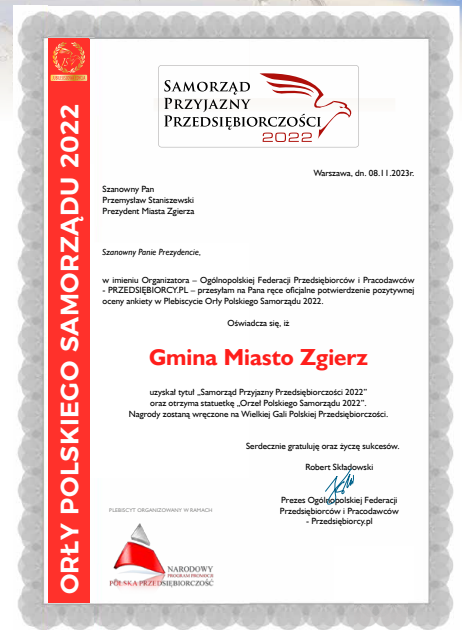 ORŁY POLSKIEGO SAMORZĄDU 2022
SAMORZĄD
PRZYJAZNY
PRZEDSIĘBIORCZOŚCI
2022
Warszawa, dn. 08.11.2023r.
Szanowny Pan
Przemysław Staniszewski
Prezydent Miasta Zgierza
Szanowny Panie Prezydencie,
w imieniu Organizatora – Ogólnopolskiej Federacji Przedsiębiorców i Pracodawców
- PRZEDSIĘBIORCY.PL – przesyłam na Pana ręce oficjalne potwierdzenie pozytywnej
oceny ankiety w Plebiscycie Orły Polskiego Samorządu 2022.
Oświadcza się, iż
Gmina Miasto Zgierz
uzyskał tytuł „Samorząd Przyjazny Przedsiębiorczości 2022”
oraz otrzyma statuetkę „Orzeł Polskiego Samorządu 2022”.
Nagrody zostaną wręczone na Wielkiej Gali Polskiej Przedsiębiorczości.
Serdecznie gratuluję oraz życzę sukcesów.
Robert Składowski
Prezes Ogólnopolskiej Federacji
Przedsiębiorców i Pracodawców
- Przedsiębiorcy.pl
PLEBISCYT ORGANIZOWANY W RAMACH
NARODOWY
PROGRAM PROMOCJI
POLSKA PRZEDSIĘBIORCZOŚĆ